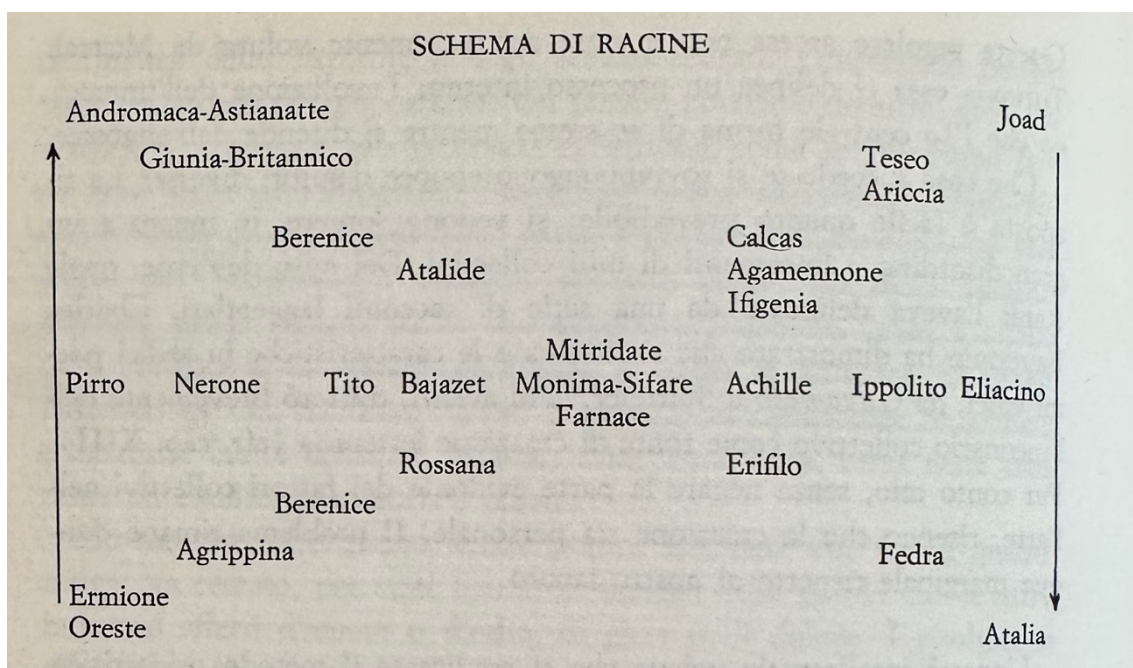 SCHEMA DI RACINE
Andromaca-Astianatte Joad
Giunia-Britannico Teseo
Ariccia
Berenice Calcas
Atalide Agamennone
Ifigenia
Mitridate
Pirro Nerone Tito Bajazet Monima-Sifare Achille Ippolito Eliacino
Farnace
Rossana Erifilo
Berenice
Agrippina Fedra
Ermione
Oreste Atalia